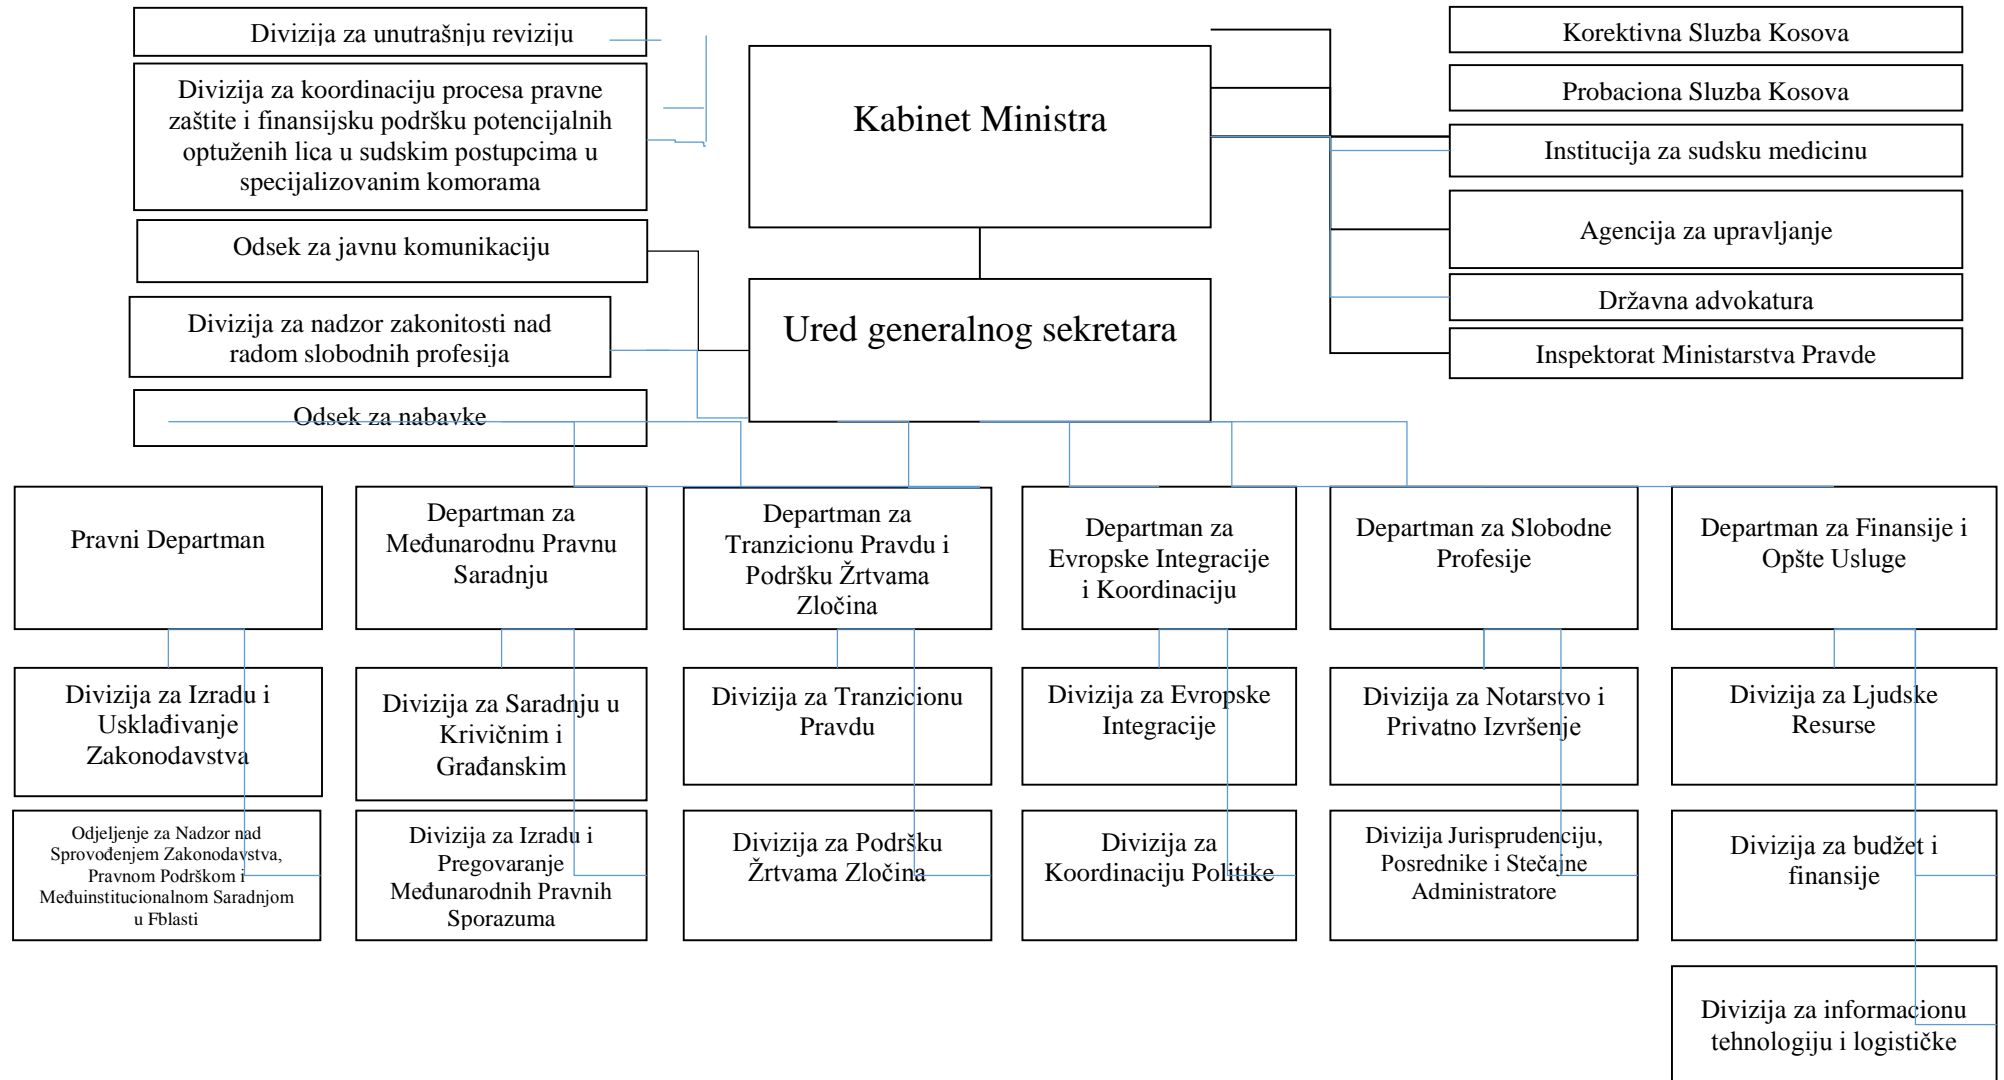 Divizija za unutrašnju reviziju
Divizija za koordinaciju procesa pravne
zaštite i finansijsku podršku potencijalnih
optuženih lica u sudskim postupcima u
specijalizovanim komorama
Odsek za javnu komunikaciju
Divizija za nadzor zakonitosti nad
radom slobodnih profesija
Odsek za nabavke
Kabinet Ministra
Ured generalnog sekretara
Korektivna Sluzba Kosova
Probaciona Sluzba Kosova
Institucija za sudsku medicinu
Agencija za upravljanje
Državna advokatura
Inspektorat Ministarstva Pravde
Pravni Departman
Departman za
Međunarodnu Pravnu
Saradnju
Departman za
Tranzicionu Pravdu i
Podršku Žrtvama
Zločina
Departman za
Evropske Integracije
i Koordinaciju
Departman za Slobodne
Profesije
Departman za Finansije i
Opšte Usluge
Divizija za Izradu i
Usklađivanje
Zakonodavstva
Divizija za Saradnju u
Krivičnim i
Građanskim
Divizija za Tranzicionu
Pravdu
Divizija za Evropske
Integracije
Divizija za Notarstvo i
Privatno Izvršenje
Divizija za Ljudske
Resurse
Odjeljenje za Nadzor nad
Sprovođenjem Zakonodavstva,
Pravnom Podrškom i
Međuinstitucionalnom Saradnjom
u Fblasti
Divizija za Izradu i
Pregovaranje
Međunarodnih Pravnih
Sporazuma
Divizija za Podršku
Žrtvama Zločina
Divizija za
Koordinaciju Politike
Divizija Jurisprudenciju,
Posrednike i Stečajne
Administratore
Divizija za budžet i
finansije
Divizija za informacionu
tehnologiju i logističke